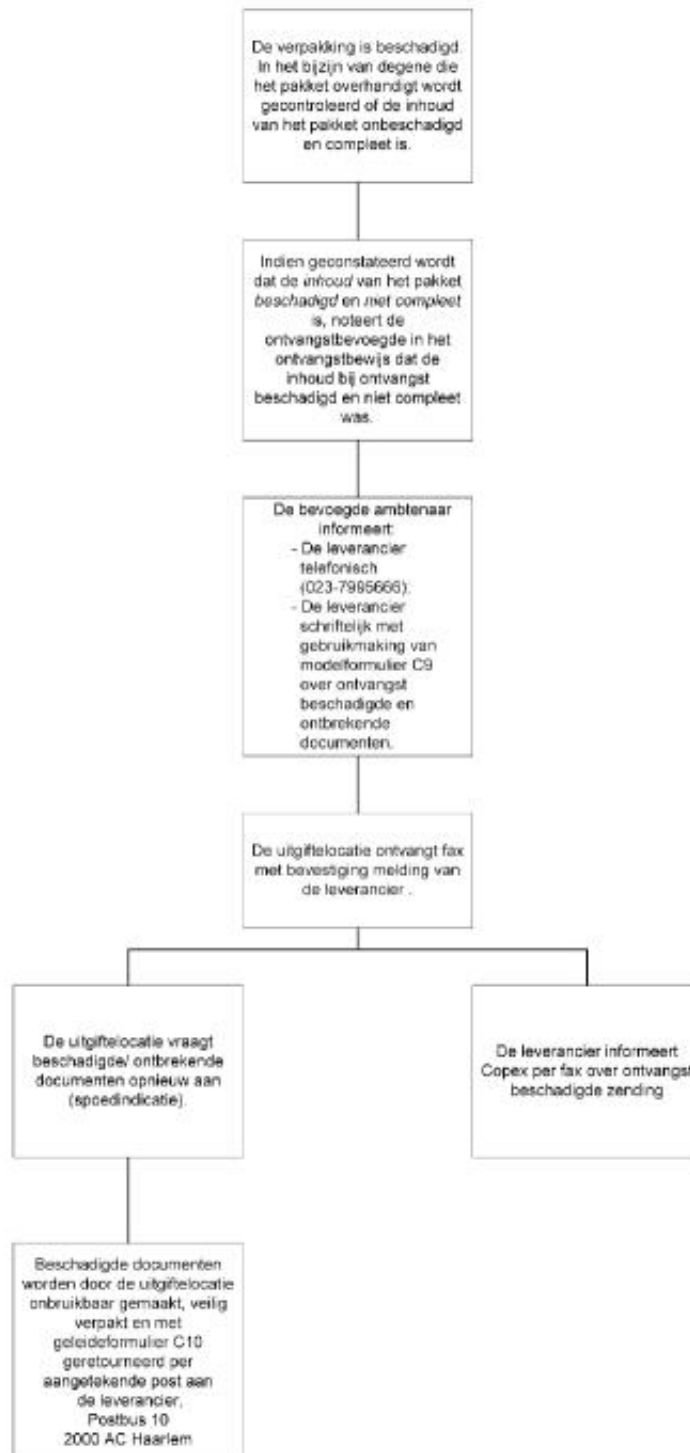 De verpakking is beschadigd.
In het bijzijn van degene die
het pakket overhandigt wordt
gecontroleerd of de inhoud
van het pakket onbeschadigd
en compleet is.
Indien geconstateerd wordt
dat de inhoud van het pakket
beschadigd en niet compleet
is, noteert de
ontvangstbevoegde in het
ontvangstbewijs dat de
inhoud bij ontvangst
beschadigd en niet compleet
was.
De bevoegde ambtenaar
informeert:
- De leverancier
telefonisch
(023-7995666);
- De leverancier
schriftelijk met
gebruikmaking van
modelformulier C9
over ontvangst
beschadigde en
ontbrekende
documenten.
De uitgiftelocatie ontvangt fax
met bevestiging melding van
de leverancier .
De uitgiftelocatie vraagt
beschadigde/ ontbrekende
documenten opnieuw aan
(spoedindicatie).
De leverancier informeert
Copex per fax over ontvangst
beschadigde zending
Beschadigde documenten
worden door de uitgiftelocatie
onbruikbar gemaakt, veilig
verpakt en met
geleideformulier C10
geretourneerd per
aangetekende post aan
de leverancier,
Postbus 10
2000 AC Haarlem